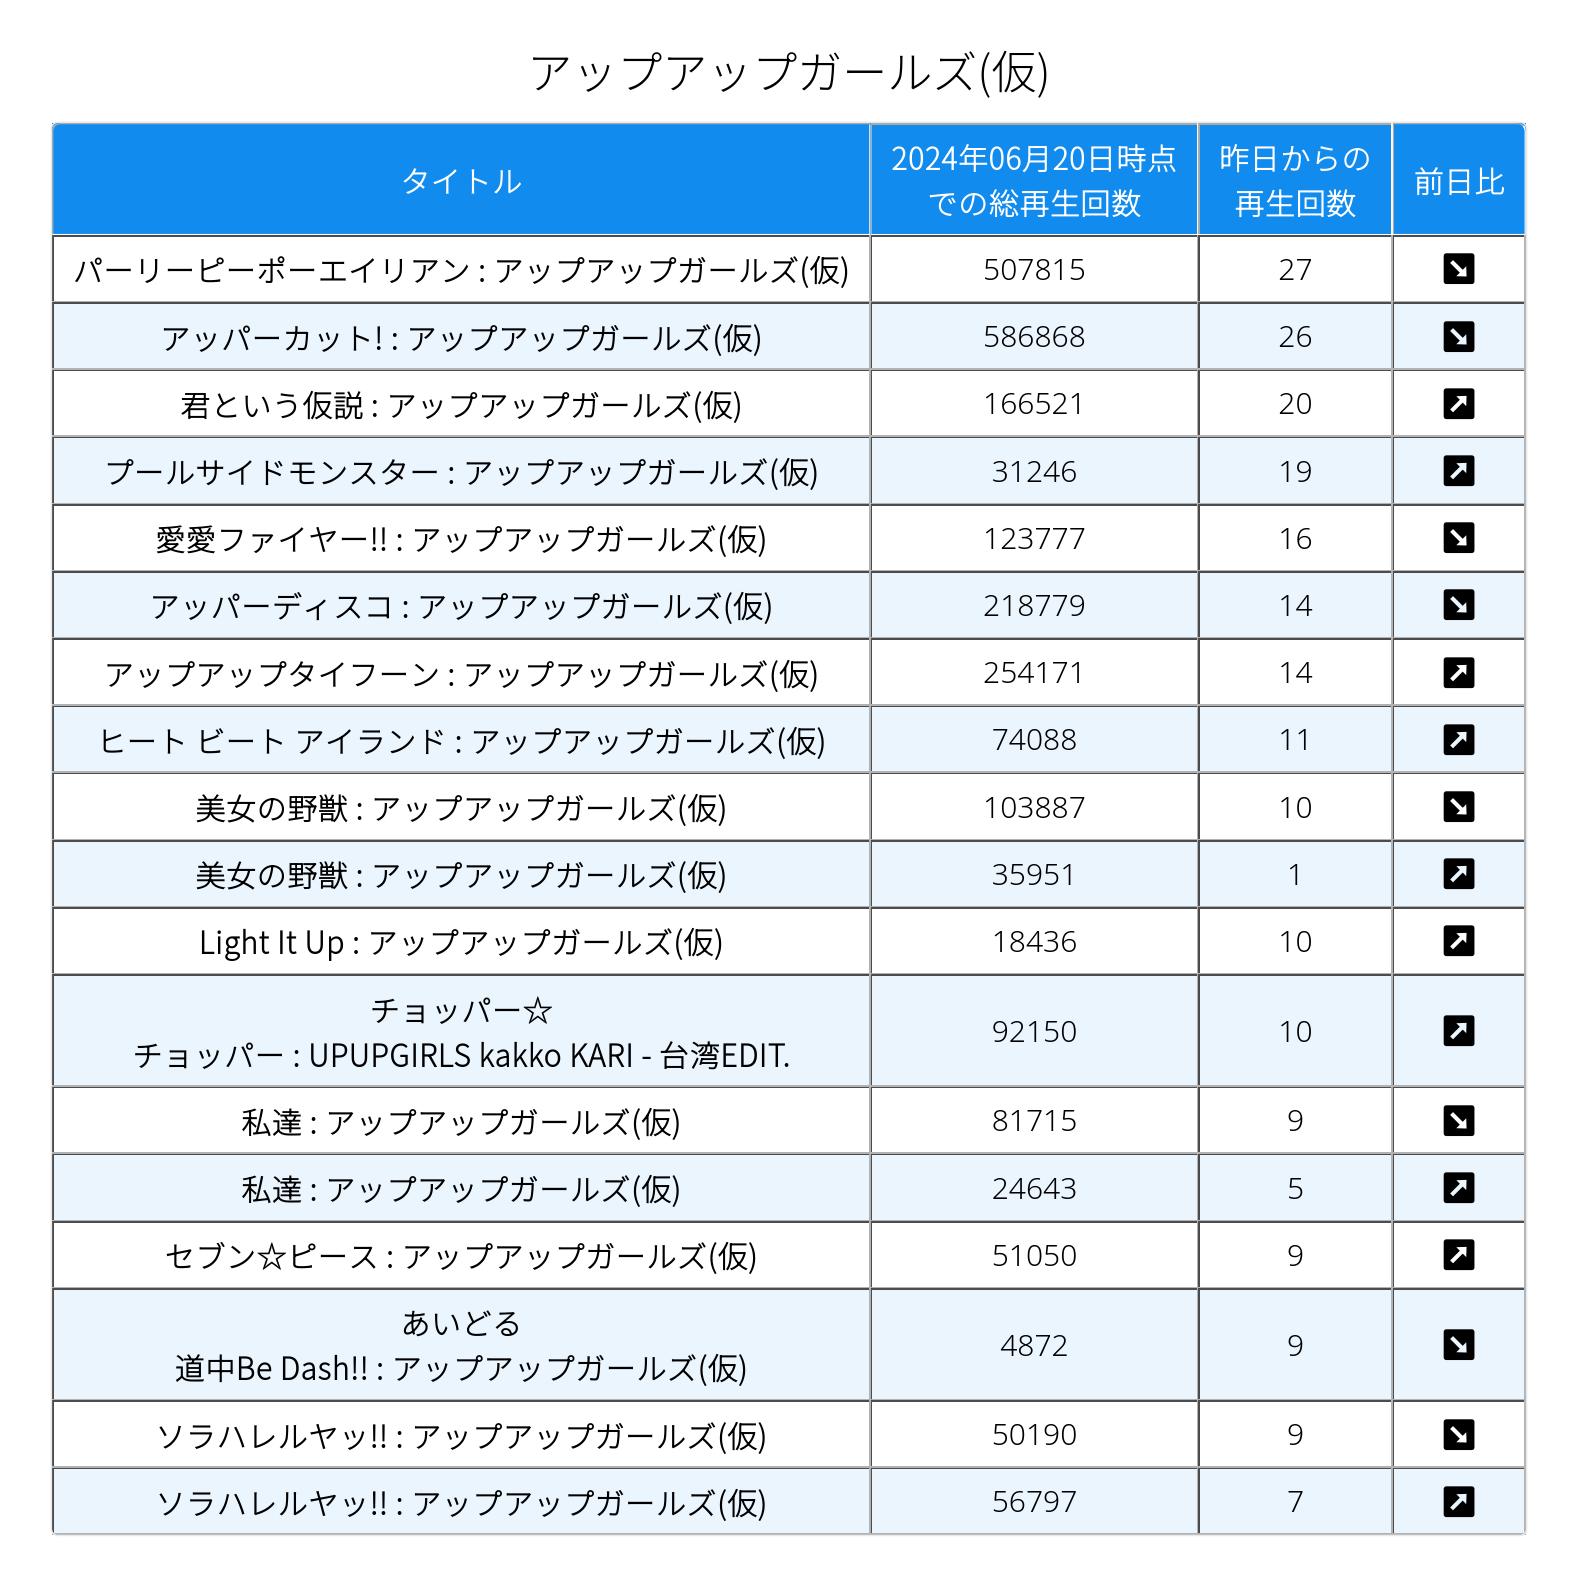 アップアップガールズ(仮)
タイトル
2024年06月20日時点
での総再生回数
昨日からの
再生回数
前日比
パーリーピーポーエイリアン : アップアップガールズ(仮) 507815 27 ↘
アッパーカット! : アップアップガールズ(仮) 586868 26 ↘
君という仮説 : アップアップガールズ(仮) 166521 20 ↗
プールサイドモンスター : アップアップガールズ(仮) 31246 19 ↗
愛愛ファイヤー!! : アップアップガールズ(仮) 123777 16 ↘
アッパーディスコ : アップアップガールズ(仮) 218779 14 ↘
アップアップタイフーン : アップアップガールズ(仮) 254171 14 ↗
ヒート ビート アイランド : アップアップガールズ(仮) 74088 11 ↗
美女の野獣 : アップアップガールズ(仮) 103887 10 ↘
美女の野獣 : アップアップガールズ(仮) 35951 1 ↗
Light It Up : アップアップガールズ(仮) 18436 10 ↗
チョッパー☆
チョッパー : UPUPGIRLS kakko KARI - 台湾EDIT. 92150 10 ↗
私達 : アップアップガールズ(仮) 81715 9 ↘
私達 : アップアップガールズ(仮) 24643 5 ↗
セブン☆ピース : アップアップガールズ(仮) 51050 9 ↗
あいどる
道中Be Dash!! : アップアップガールズ(仮) 4872 9 ↘
ソラハレルヤッ!! : アップアップガールズ(仮) 50190 9 ↘
ソラハレルヤッ!! : アップアップガールズ(仮) 56797 7 ↗